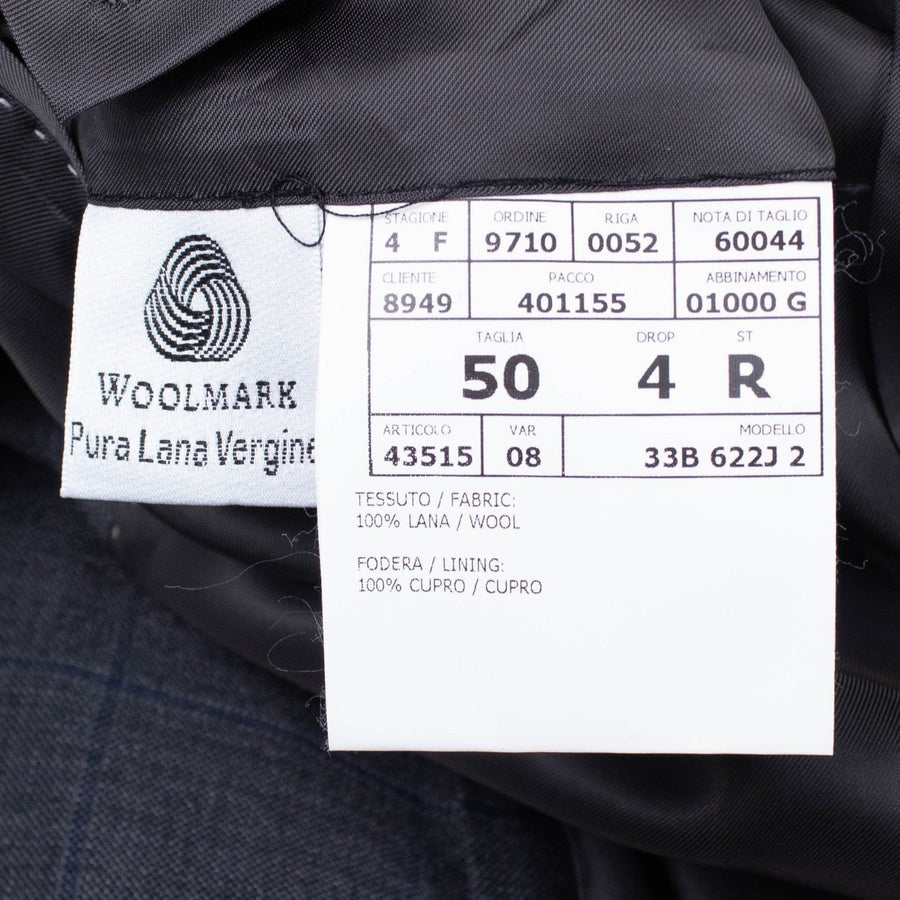 WOOLMARK
Pura Lana Vergine
STAGIONE ORDINE RIGA NOTA DI TAGLIO
4 F 9710 0052 60044
CLIENTE PACCO ABBINAMENTO
8949 401155 01000 G
TAGLIA DROP ST
50 4 R
ARTICOLO VAR MODELLO
43515 08 33B 622J 2
TESSUTO / FABRIC:
100% LANA / WOOL
FODERA / LINING:
100% CUPRO / CUPRO